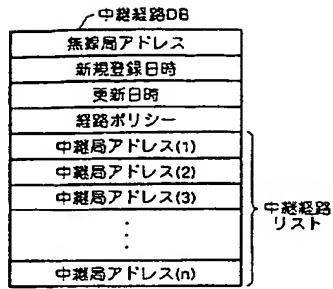 中継経路DB
無線局アドレス
新規登録日時
更新日時
経路ポリシー
中継局アドレス(1)
中継局アドレス(2)
中継局アドレス(3)
⋮
中継局アドレス(n)
中継経路
リスト